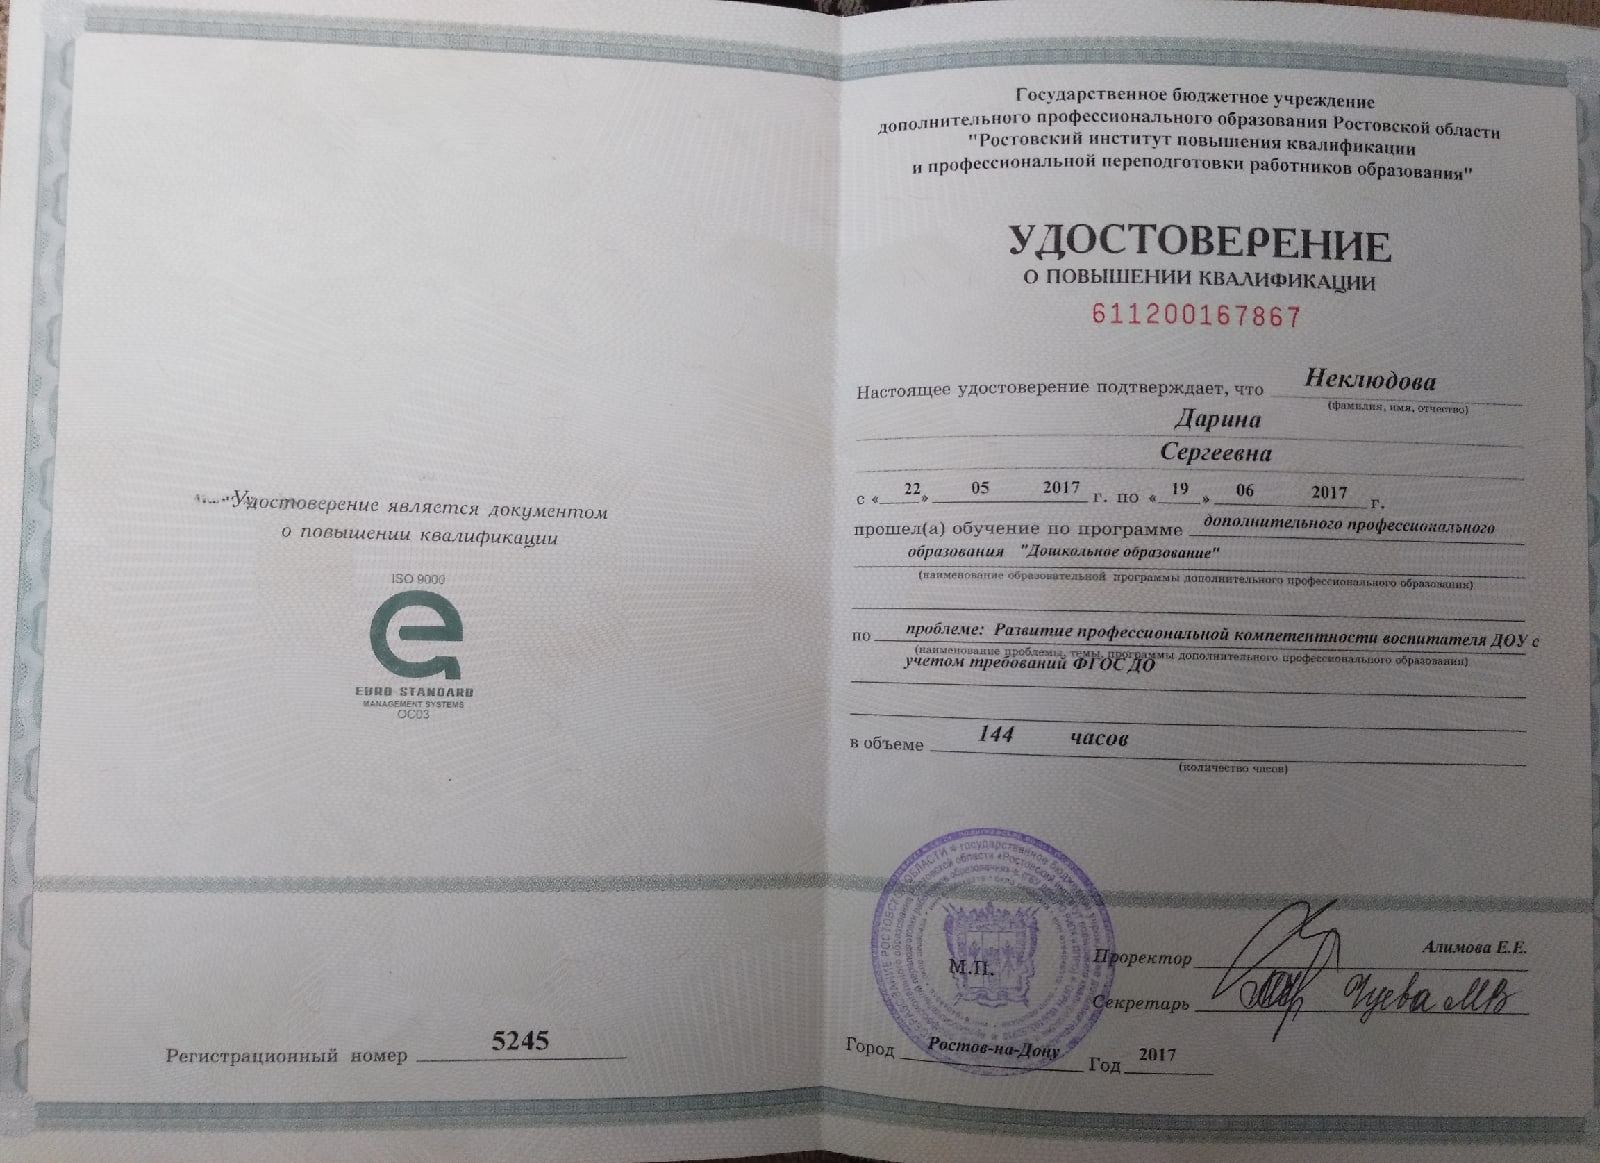 Удостоверение является документом
о повышении квалификации
ISO 9000
EURO STANDARD
MANAGEMENT SYSTEMS
ОС03
Регистрационный номер 5245
Государственное бюджетное учреждение
дополнительного профессионального образования Ростовской области
"Ростовский институт повышения квалификации
и профессиональной переподготовки работников образования"
УДОСТОВЕРЕНИЕ
О ПОВЫШЕНИИ КВАЛИФИКАЦИИ
611200167867
Настоящее удостоверение подтверждает, что Неклюдова
(фамилия, имя, отчество)
Дарина
Сергеевна
с « 22 » 05 2017 г. по « 19 » 06 2017 г.
прошел(а) обучение по программе дополнительного профессионального
образования "Дошкольное образование"
(наименование образовательной программы дополнительного профессионального образования)
по проблеме: Развитие профессиональной компетентности воспитателя ДОУ с
(наименование проблемы, темы, программы дополнительного профессионального образования)
учетом требований ФГОС ДО
в объеме 144 часов
(количество часов)
М.П.
Проректор Алимова Е.Е.
Секретарь Гуева МВ
Город Ростов-на-Дону Год 2017